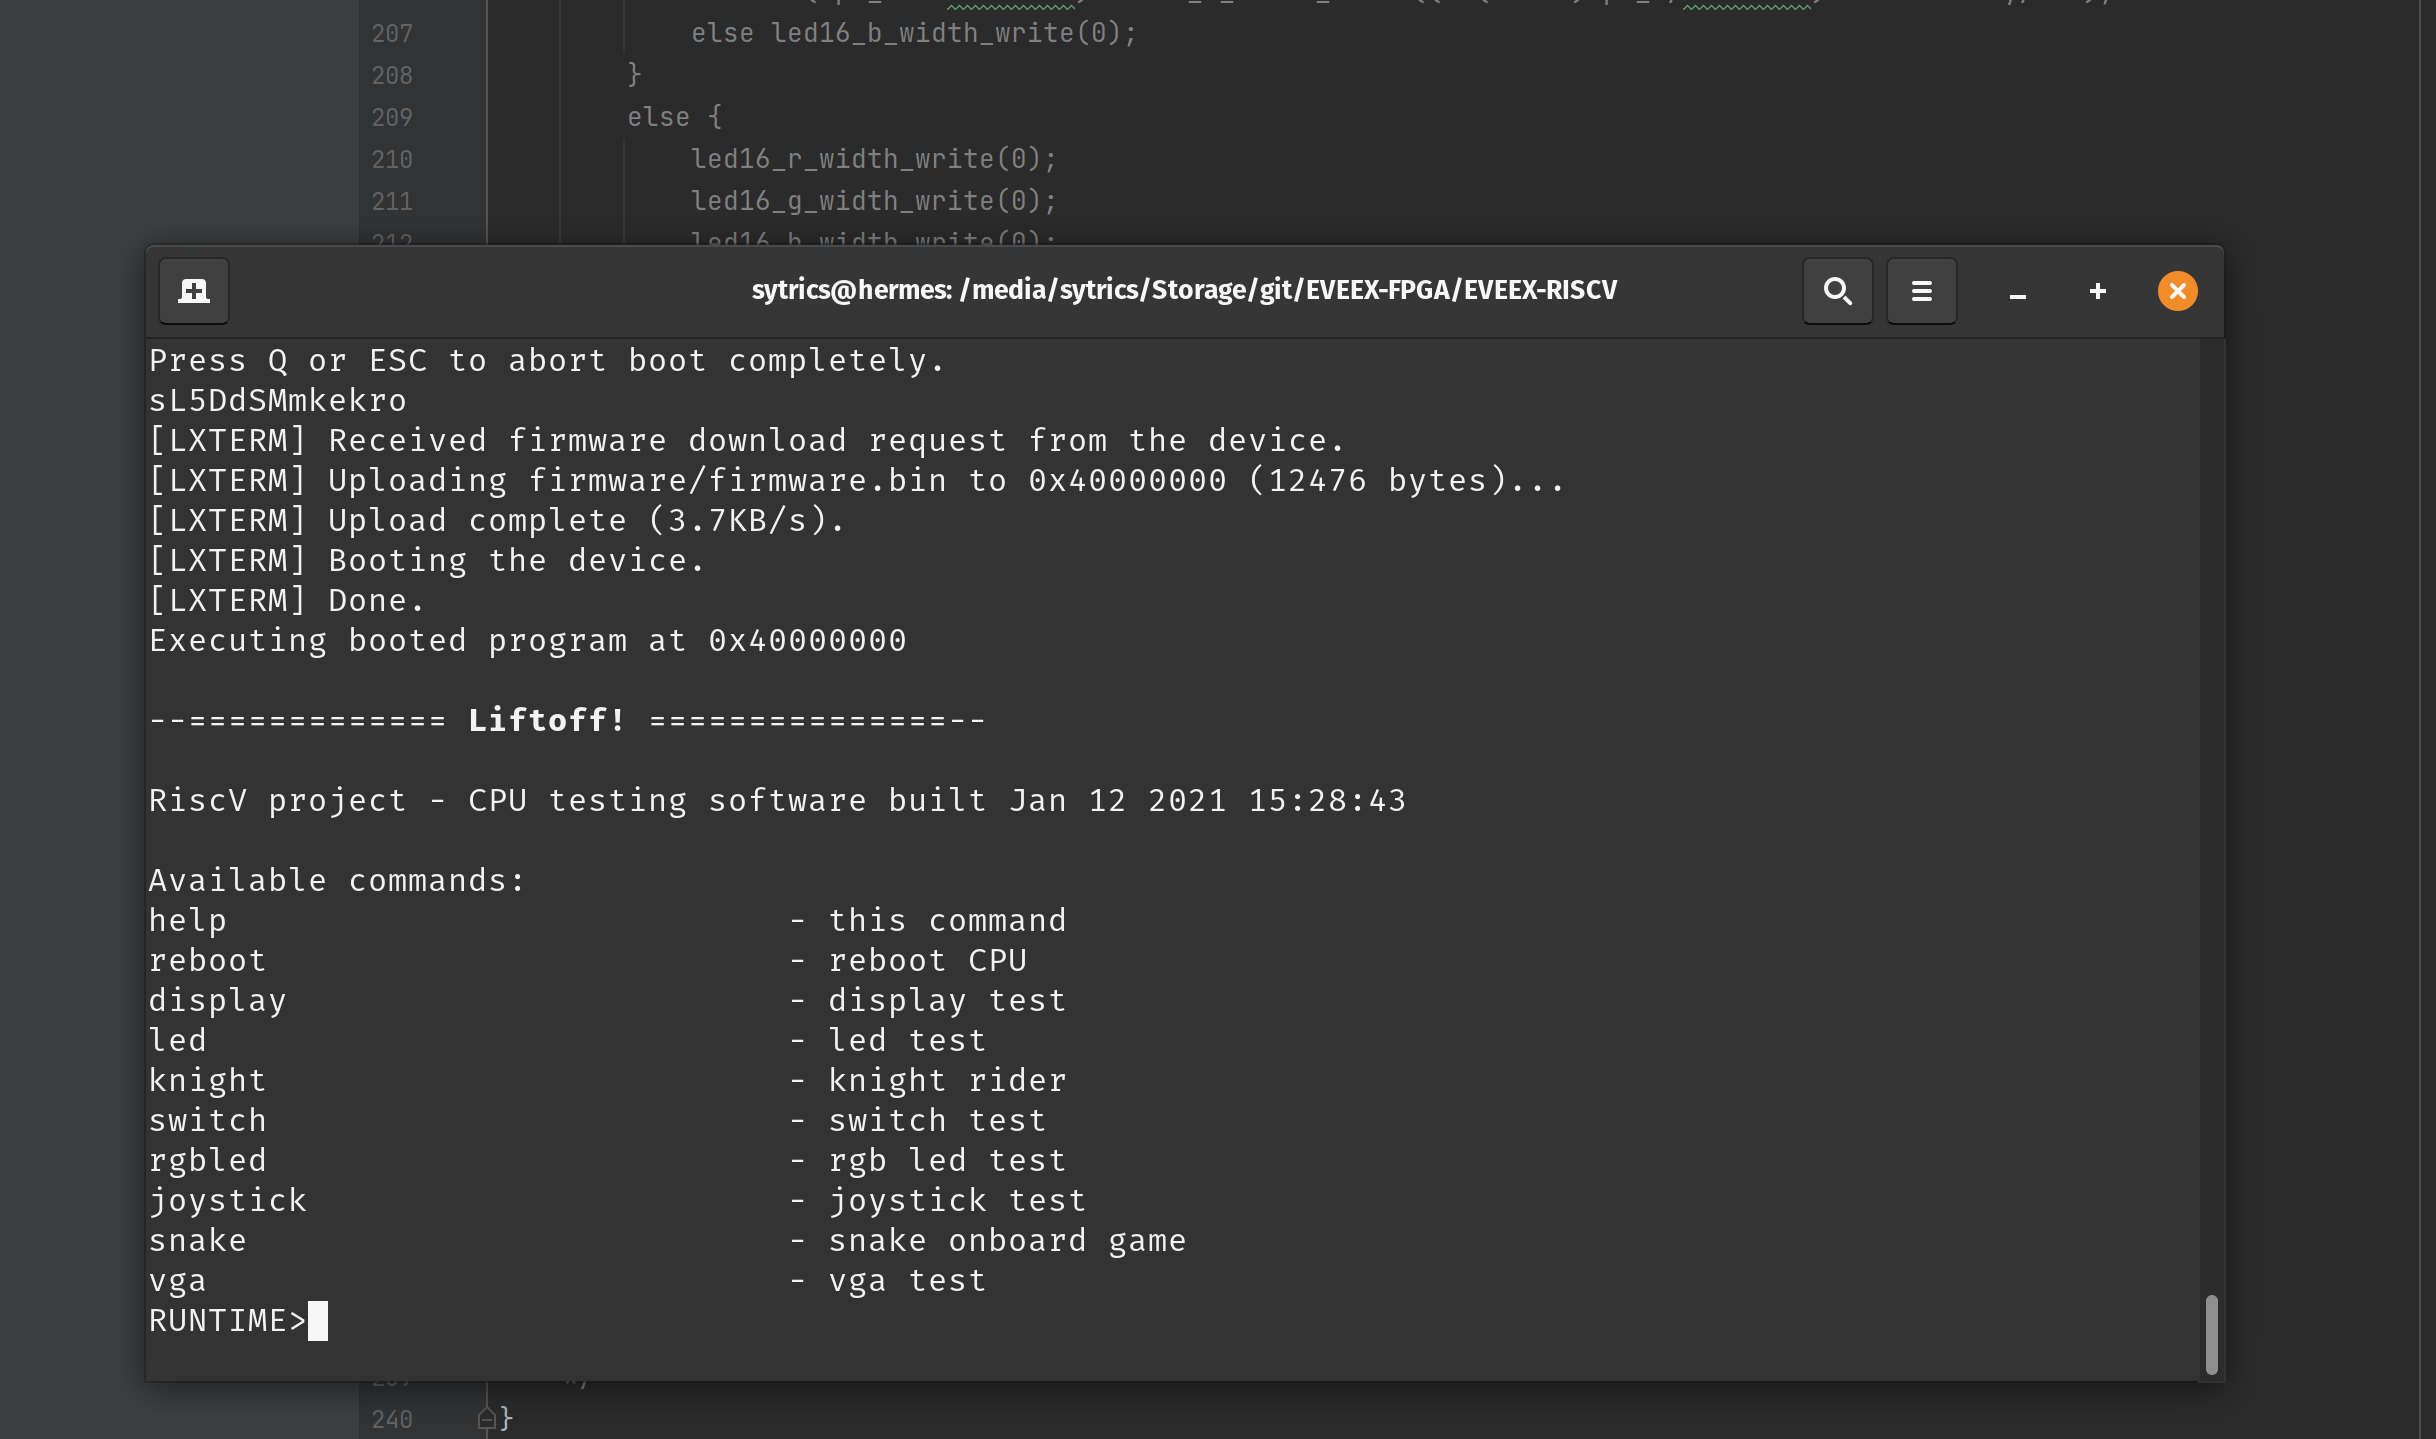 207 else led16_b_width_write(0);
208 }
209 else {
210 led16_r_width_write(0);
211 led16_g_width_write(0);
212 led16_b_width_write(0);
sytrics@hermes: /media/sytrics/Storage/git/EVEEX-FPGA/EVEEX-RISCV
Press Q or ESC to abort boot completely.
sL5DdSMmkekro
[LXTERM] Received firmware download request from the device.
[LXTERM] Uploading firmware/firmware.bin to 0x40000000 (12476 bytes)...
[LXTERM] Upload complete (3.7KB/s).
[LXTERM] Booting the device.
[LXTERM] Done.
Executing booted program at 0x40000000
--============= Liftoff! ===============--
RiscV project - CPU testing software built Jan 12 2021 15:28:43
Available commands:
help - this command
reboot - reboot CPU
display - display test
led - led test
knight - knight rider
switch - switch test
rgbled - rgb led test
joystick - joystick test
snake - snake onboard game
vga - vga test
RUNTIME>
240 }